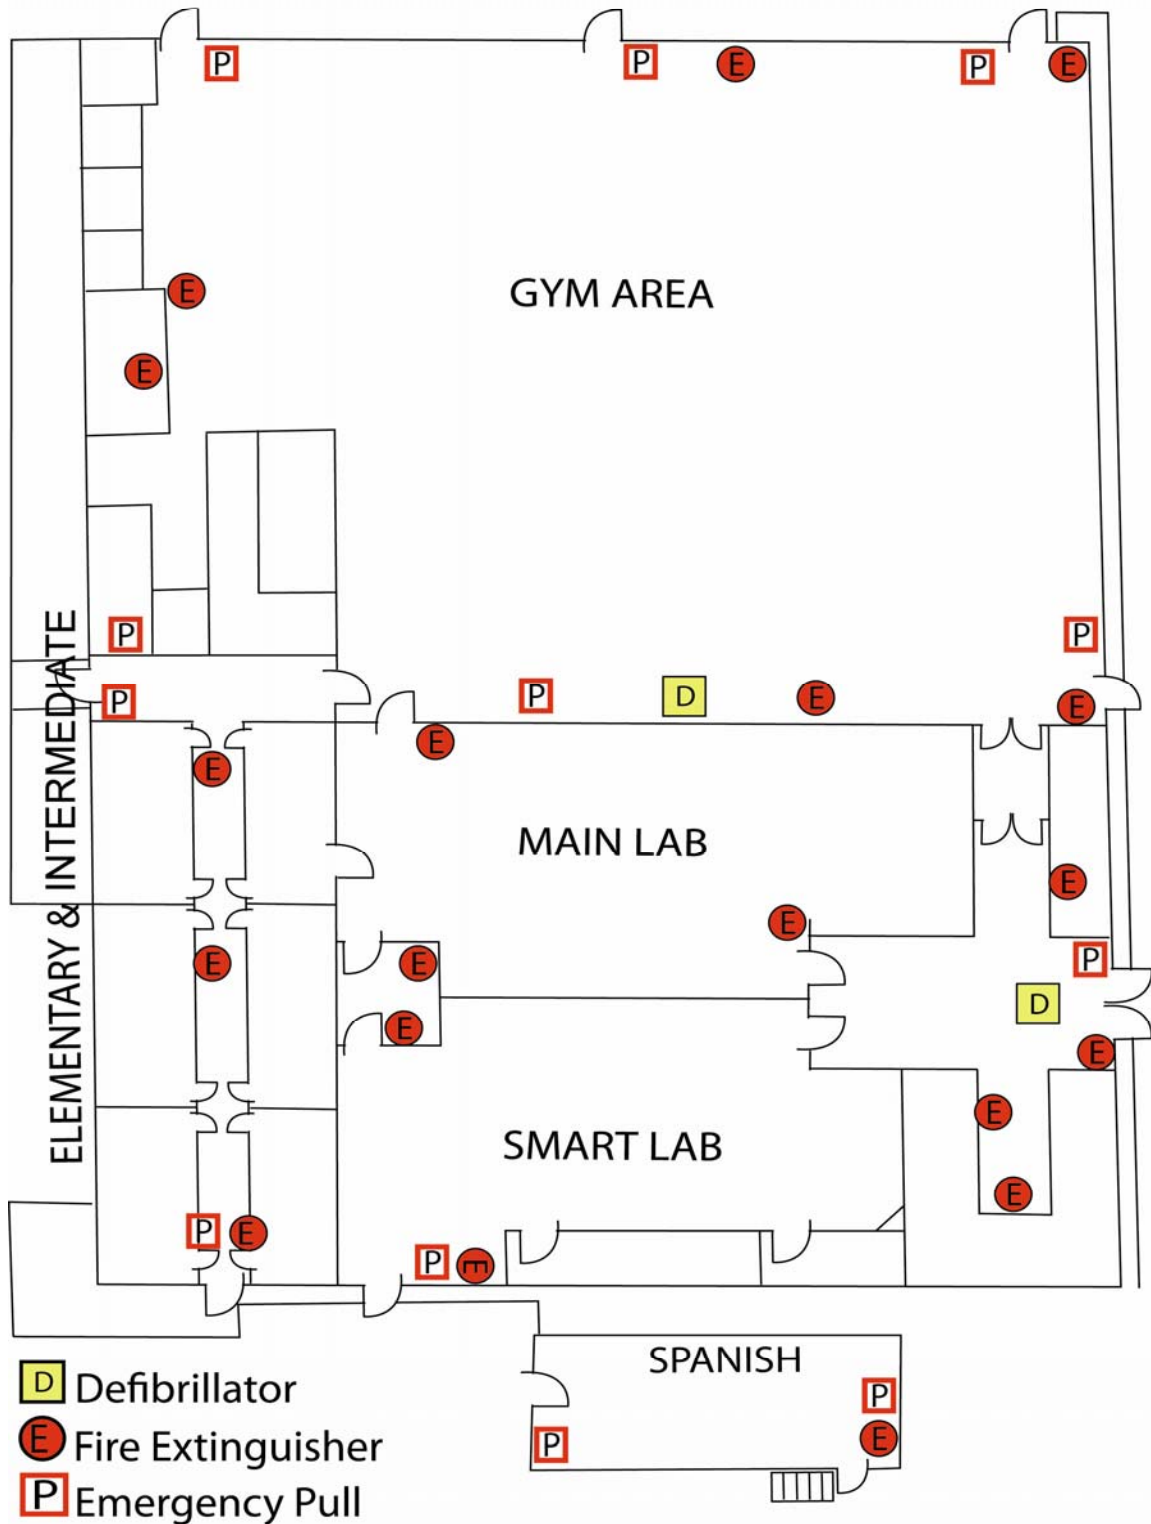 P
P
E
P
E
GYM AREA
E
E
P
P
P
P
D
E
E
E
E
MAIN LAB
E
E
E
E
E
P
D
E
E
ELEMENTARY & INTERMEDIATE
E
SMART LAB
E
P
E
P
E
SPANISH
P
P
E
D Defibrillator
E Fire Extinguisher
P Emergency Pull